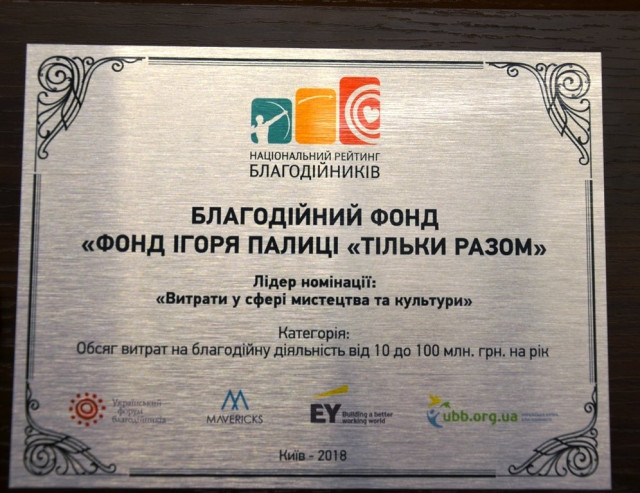 НАЦІОНАЛЬНИЙ РЕЙТИНГ
БЛАГОДІЙНИКІВ
БЛАГОДІЙНИЙ ФОНД
«ФОНД ІГОРЯ ПАЛИЦІ «ТІЛЬКИ РАЗОМ»
Лідер номінації:
«Витрати у сфері мистецтва та культури»
Категорія:
Обсяг витрат на благодійну діяльність від 10 до 100 млн. грн. на рік
Український
форум
благодійників
MAVERICKS
EY
Building a better
working world
ubb.org.ua
Київ - 2018